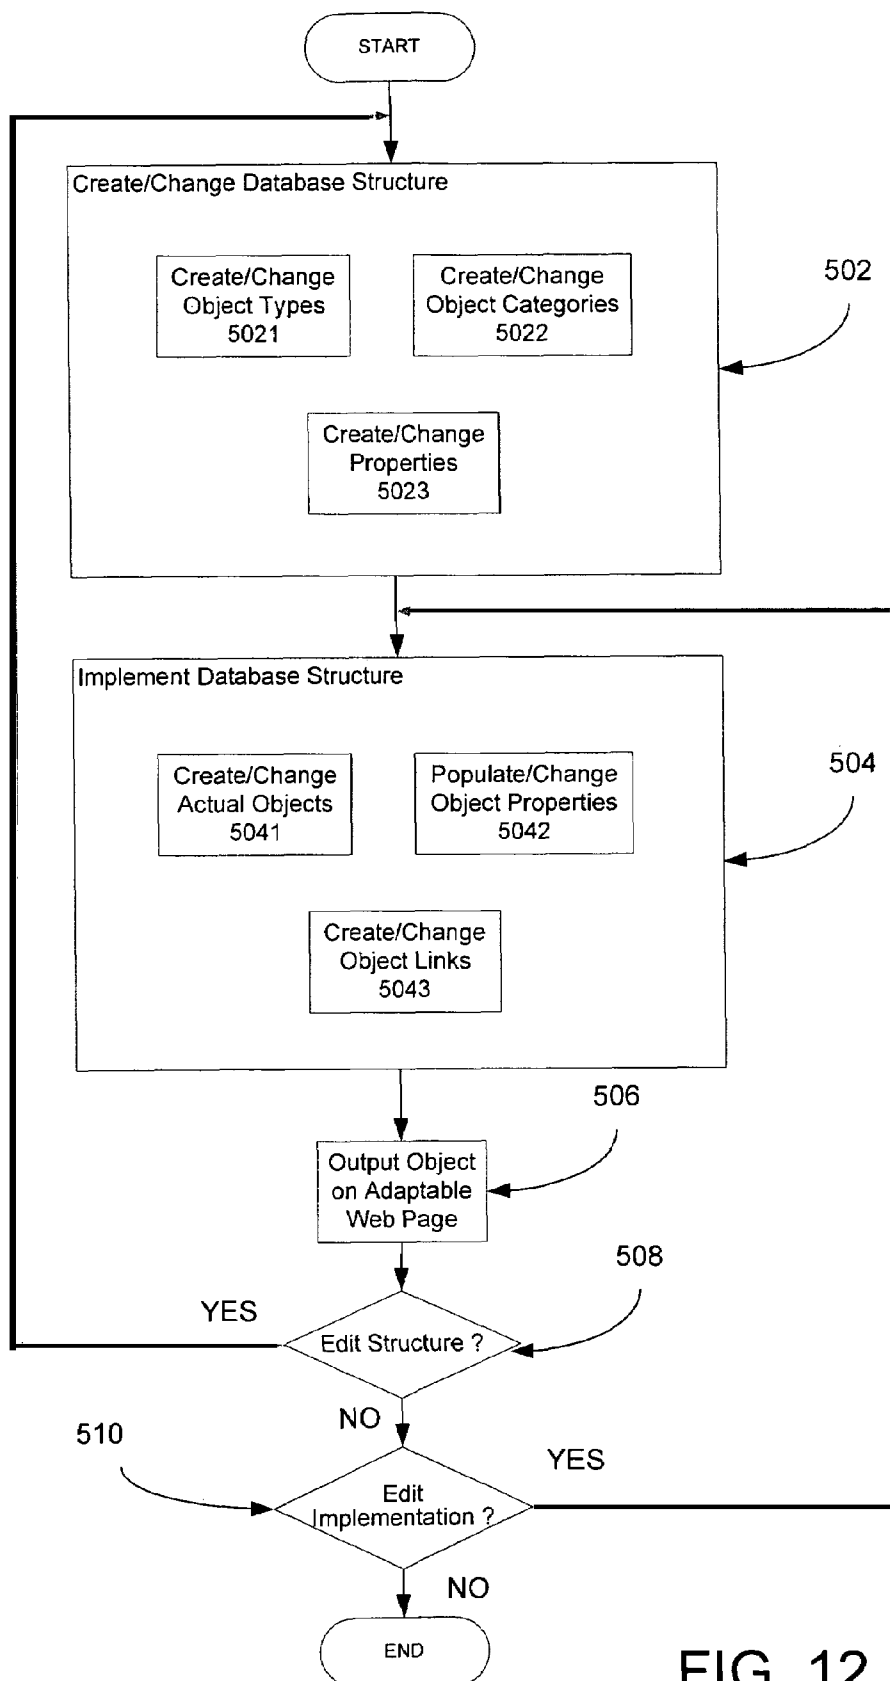 START
Create/Change Database Structure
Create/Change
Object Types
5021
Create/Change
Object Categories
5022
502
Create/Change
Properties
5023
Implement Database Structure
Create/Change
Actual Objects
5041
Populate/Change
Object Properties
5042
504
Create/Change
Object Links
5043
506
Output Object
on Adaptable
Web Page
508
YES
Edit Structure ?
NO
510
YES
Edit
Implementation ?
NO
END
FIG. 12